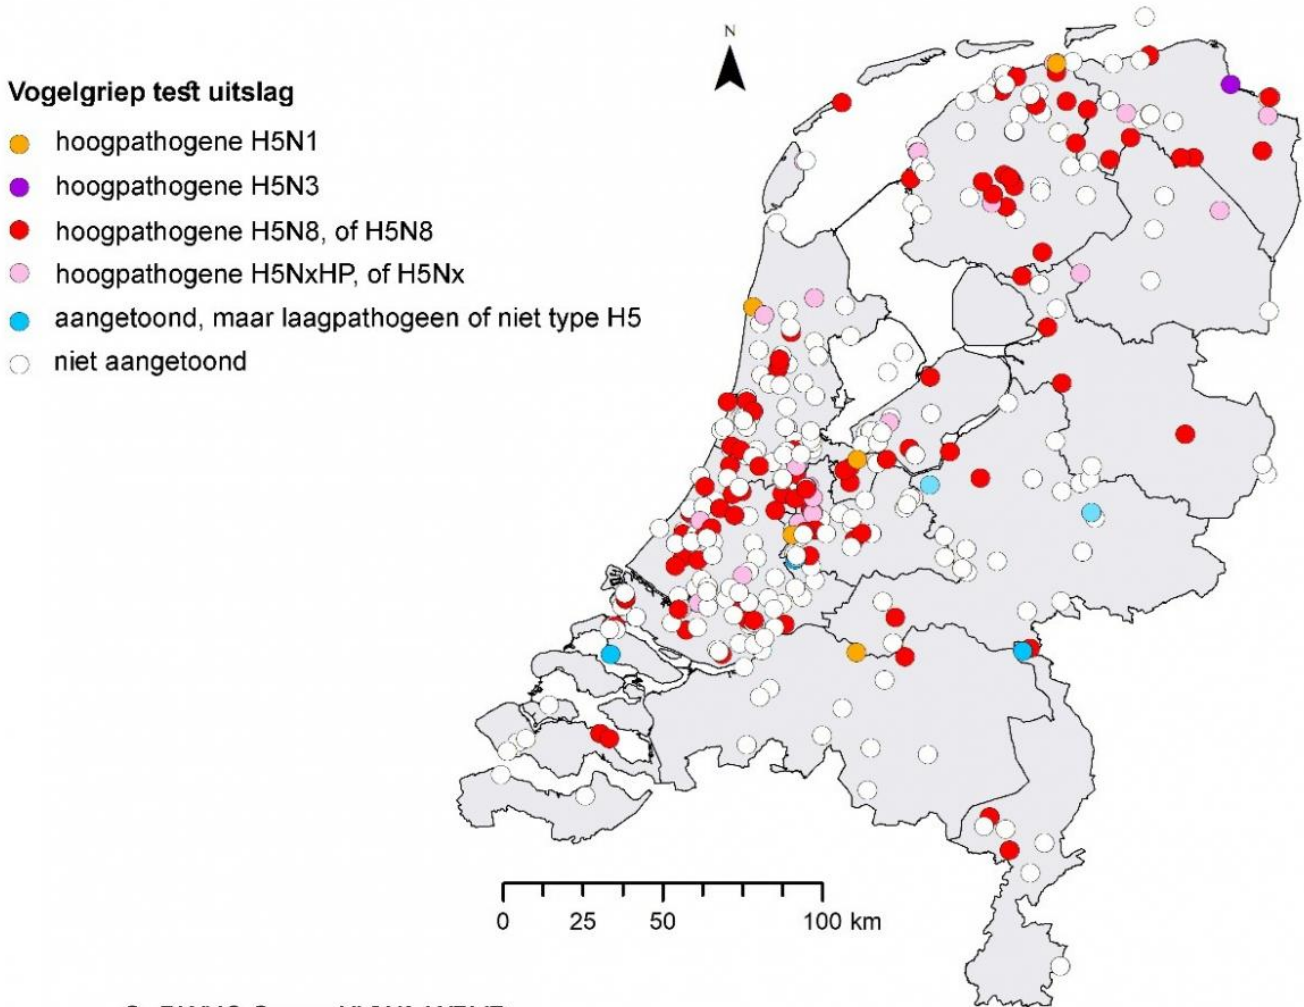 N
Vogelgriep test uitslag
hoogpathogene H5N1
hoogpathogene H5N3
hoogpathogene H5N8, of H5N8
hoogpathogene H5NxHP, of H5Nx
aangetoond, maar laagpathogeen of niet type H5
niet aangetoond
0 25 50 100 km